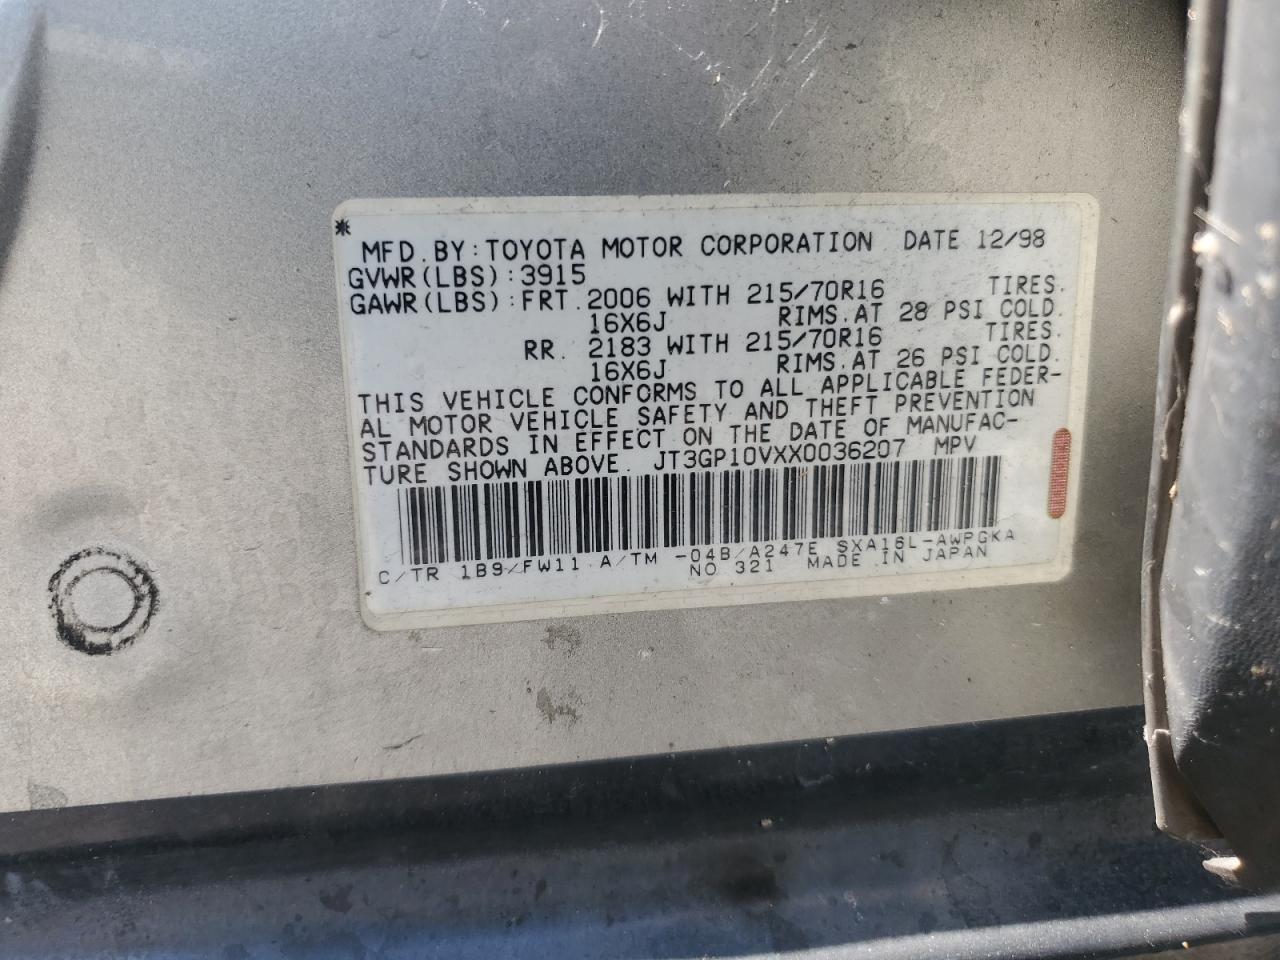 *
MFD. BY: TOYOTA MOTOR CORPORATION DATE 12/98
GVWR(LBS): 3915
GAWR(LBS): FRT. 2006 WITH 215/70R16 TIRES.
16X6J RIMS. AT 28 PSI COLD.
RR. 2183 WITH 215/70R16 TIRES.
16X6J RIMS. AT 26 PSI COLD.
THIS VEHICLE CONFORMS TO ALL APPLICABLE FEDER-
AL MOTOR VEHICLE SAFETY AND THEFT PREVENTION
STANDARDS IN EFFECT ON THE DATE OF MANUFAC-
TURE SHOWN ABOVE. JT3GP10VXX0036207 MPV
C/TR 1B9/FW11 A/TM -04B/A247E SXA16L-AWPGKA
NO 321 MADE IN JAPAN